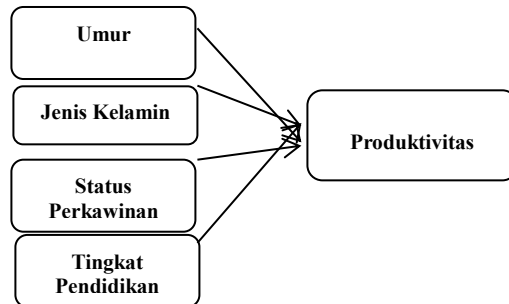 Umur
Jenis Kelamin
Produktivitas
Status
Perkawinan
Tingkat
Pendidikan